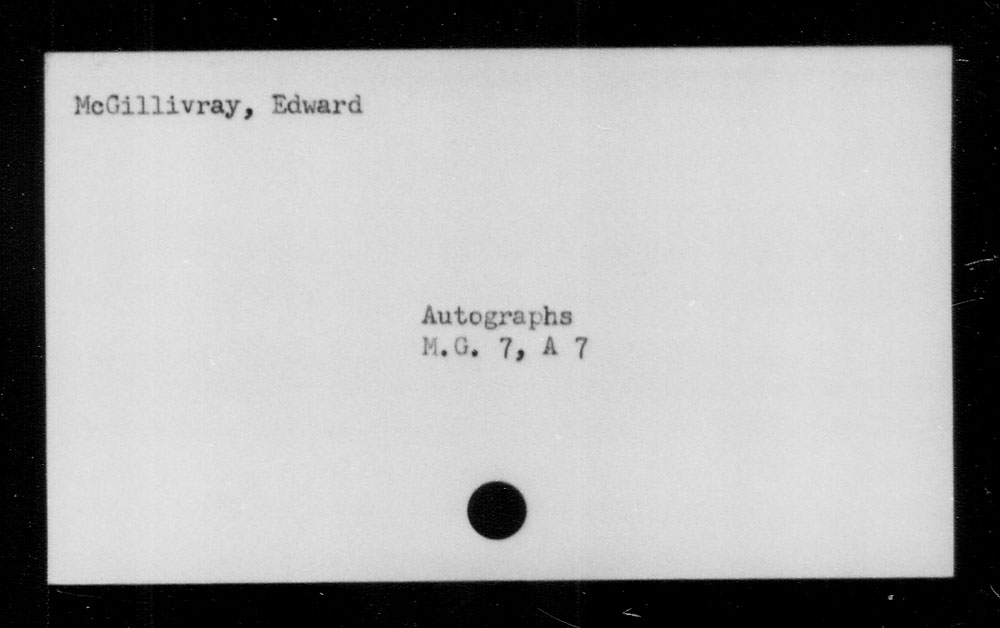 McGillivray, Edward
Autographs
M.G. 7, A 7